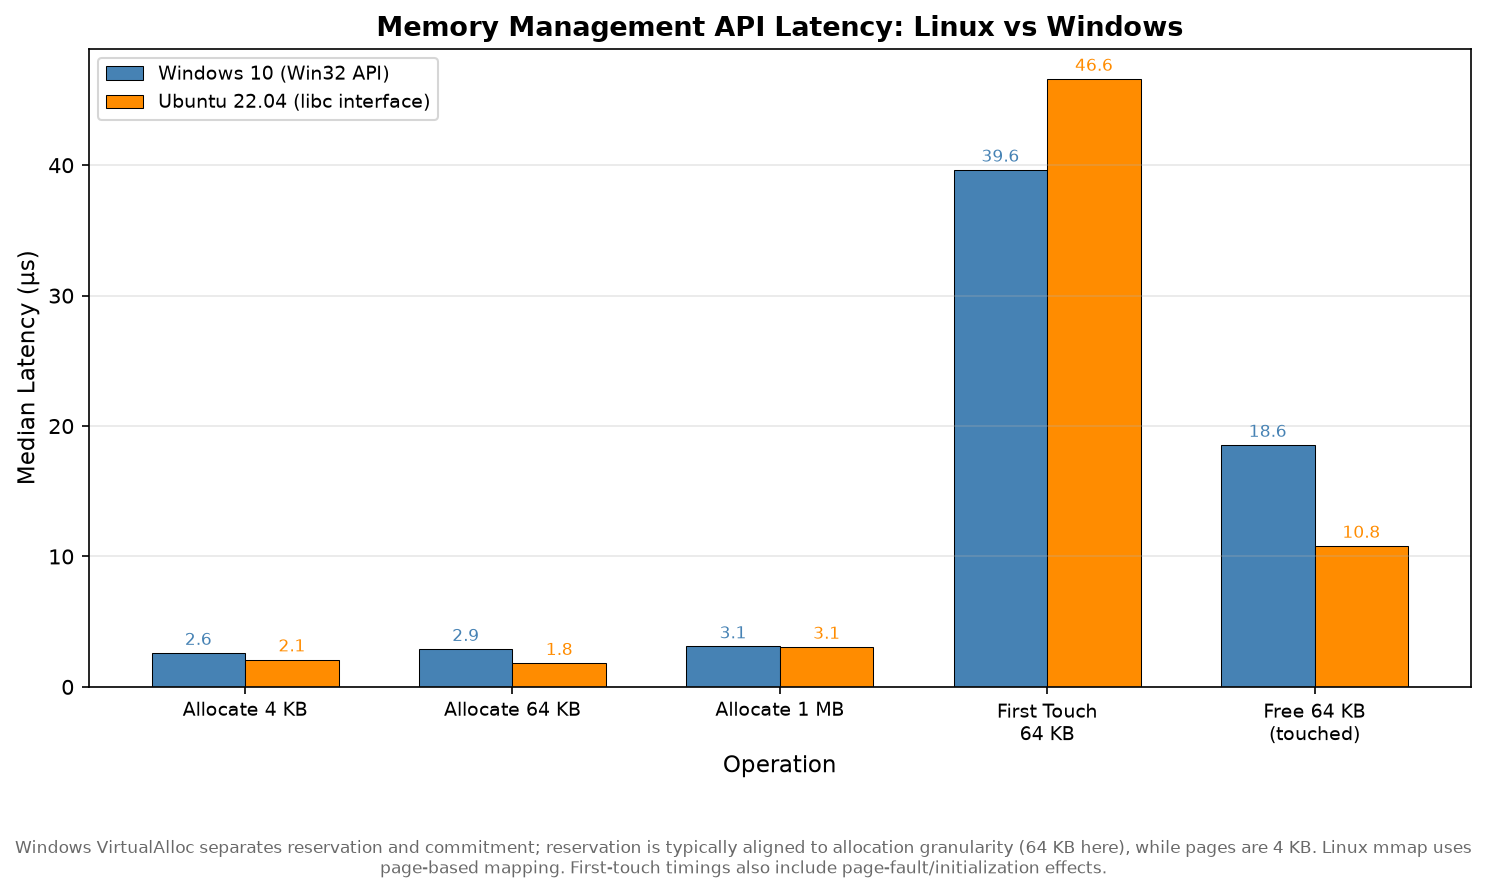 Memory Management API Latency: Linux vs Windows
Windows 10 (Win32 API)
Ubuntu 22.04 (libc interface)
Median Latency (µs)
40
30
20
10
0
2.6
2.1
2.9
1.8
3.1
3.1
39.6
46.6
18.6
10.8
Allocate 4 KB
Allocate 64 KB
Allocate 1 MB
First Touch
64 KB
Free 64 KB
(touched)
Operation
Windows VirtualAlloc separates reservation and commitment; reservation is typically aligned to allocation granularity (64 KB here), while pages are 4 KB. Linux mmap uses
page-based mapping. First-touch timings also include page-fault/initialization effects.